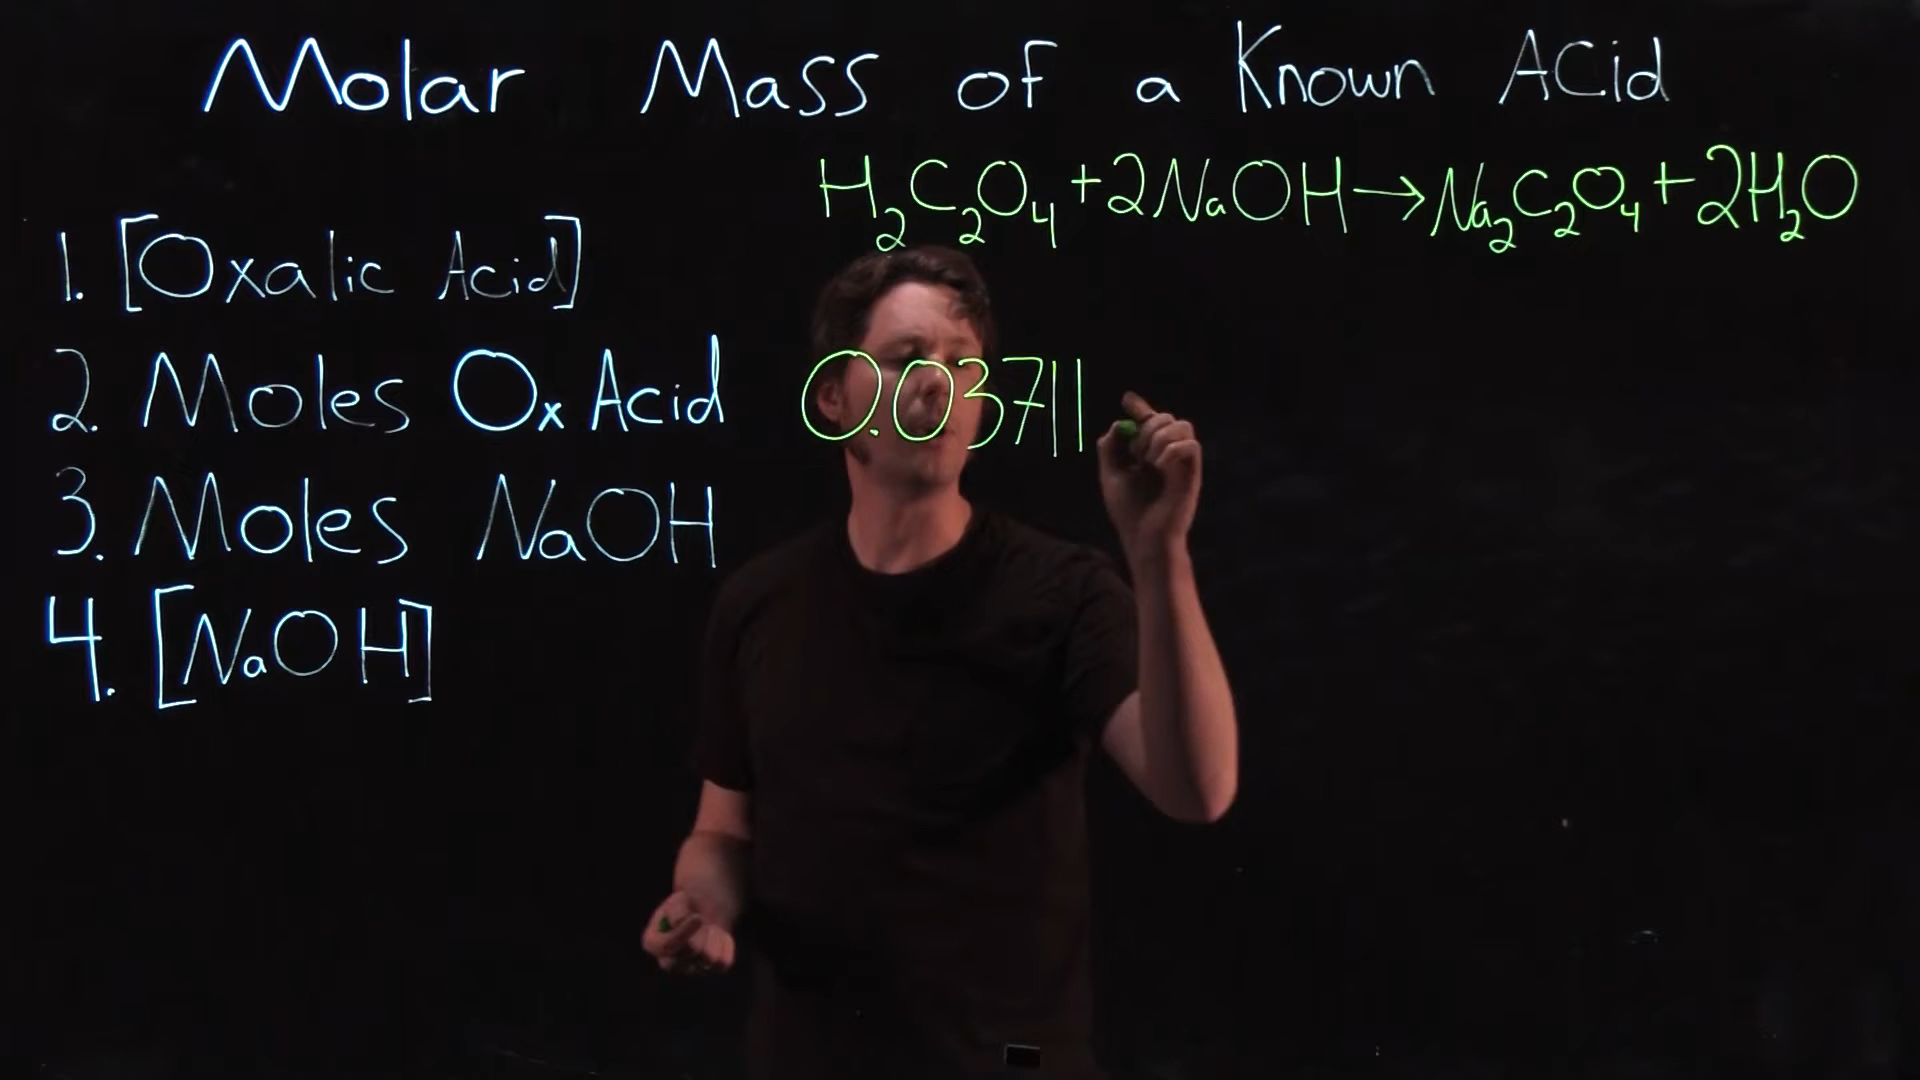 Molar Mass of a Known Acid
H₂C₂O₄ + 2NaOH → Na₂C₂O₄ + 2H₂O
1. [Oxalic Acid]
2. Moles Ox Acid 0.03711
3. Moles NaOH
4. [NaOH]